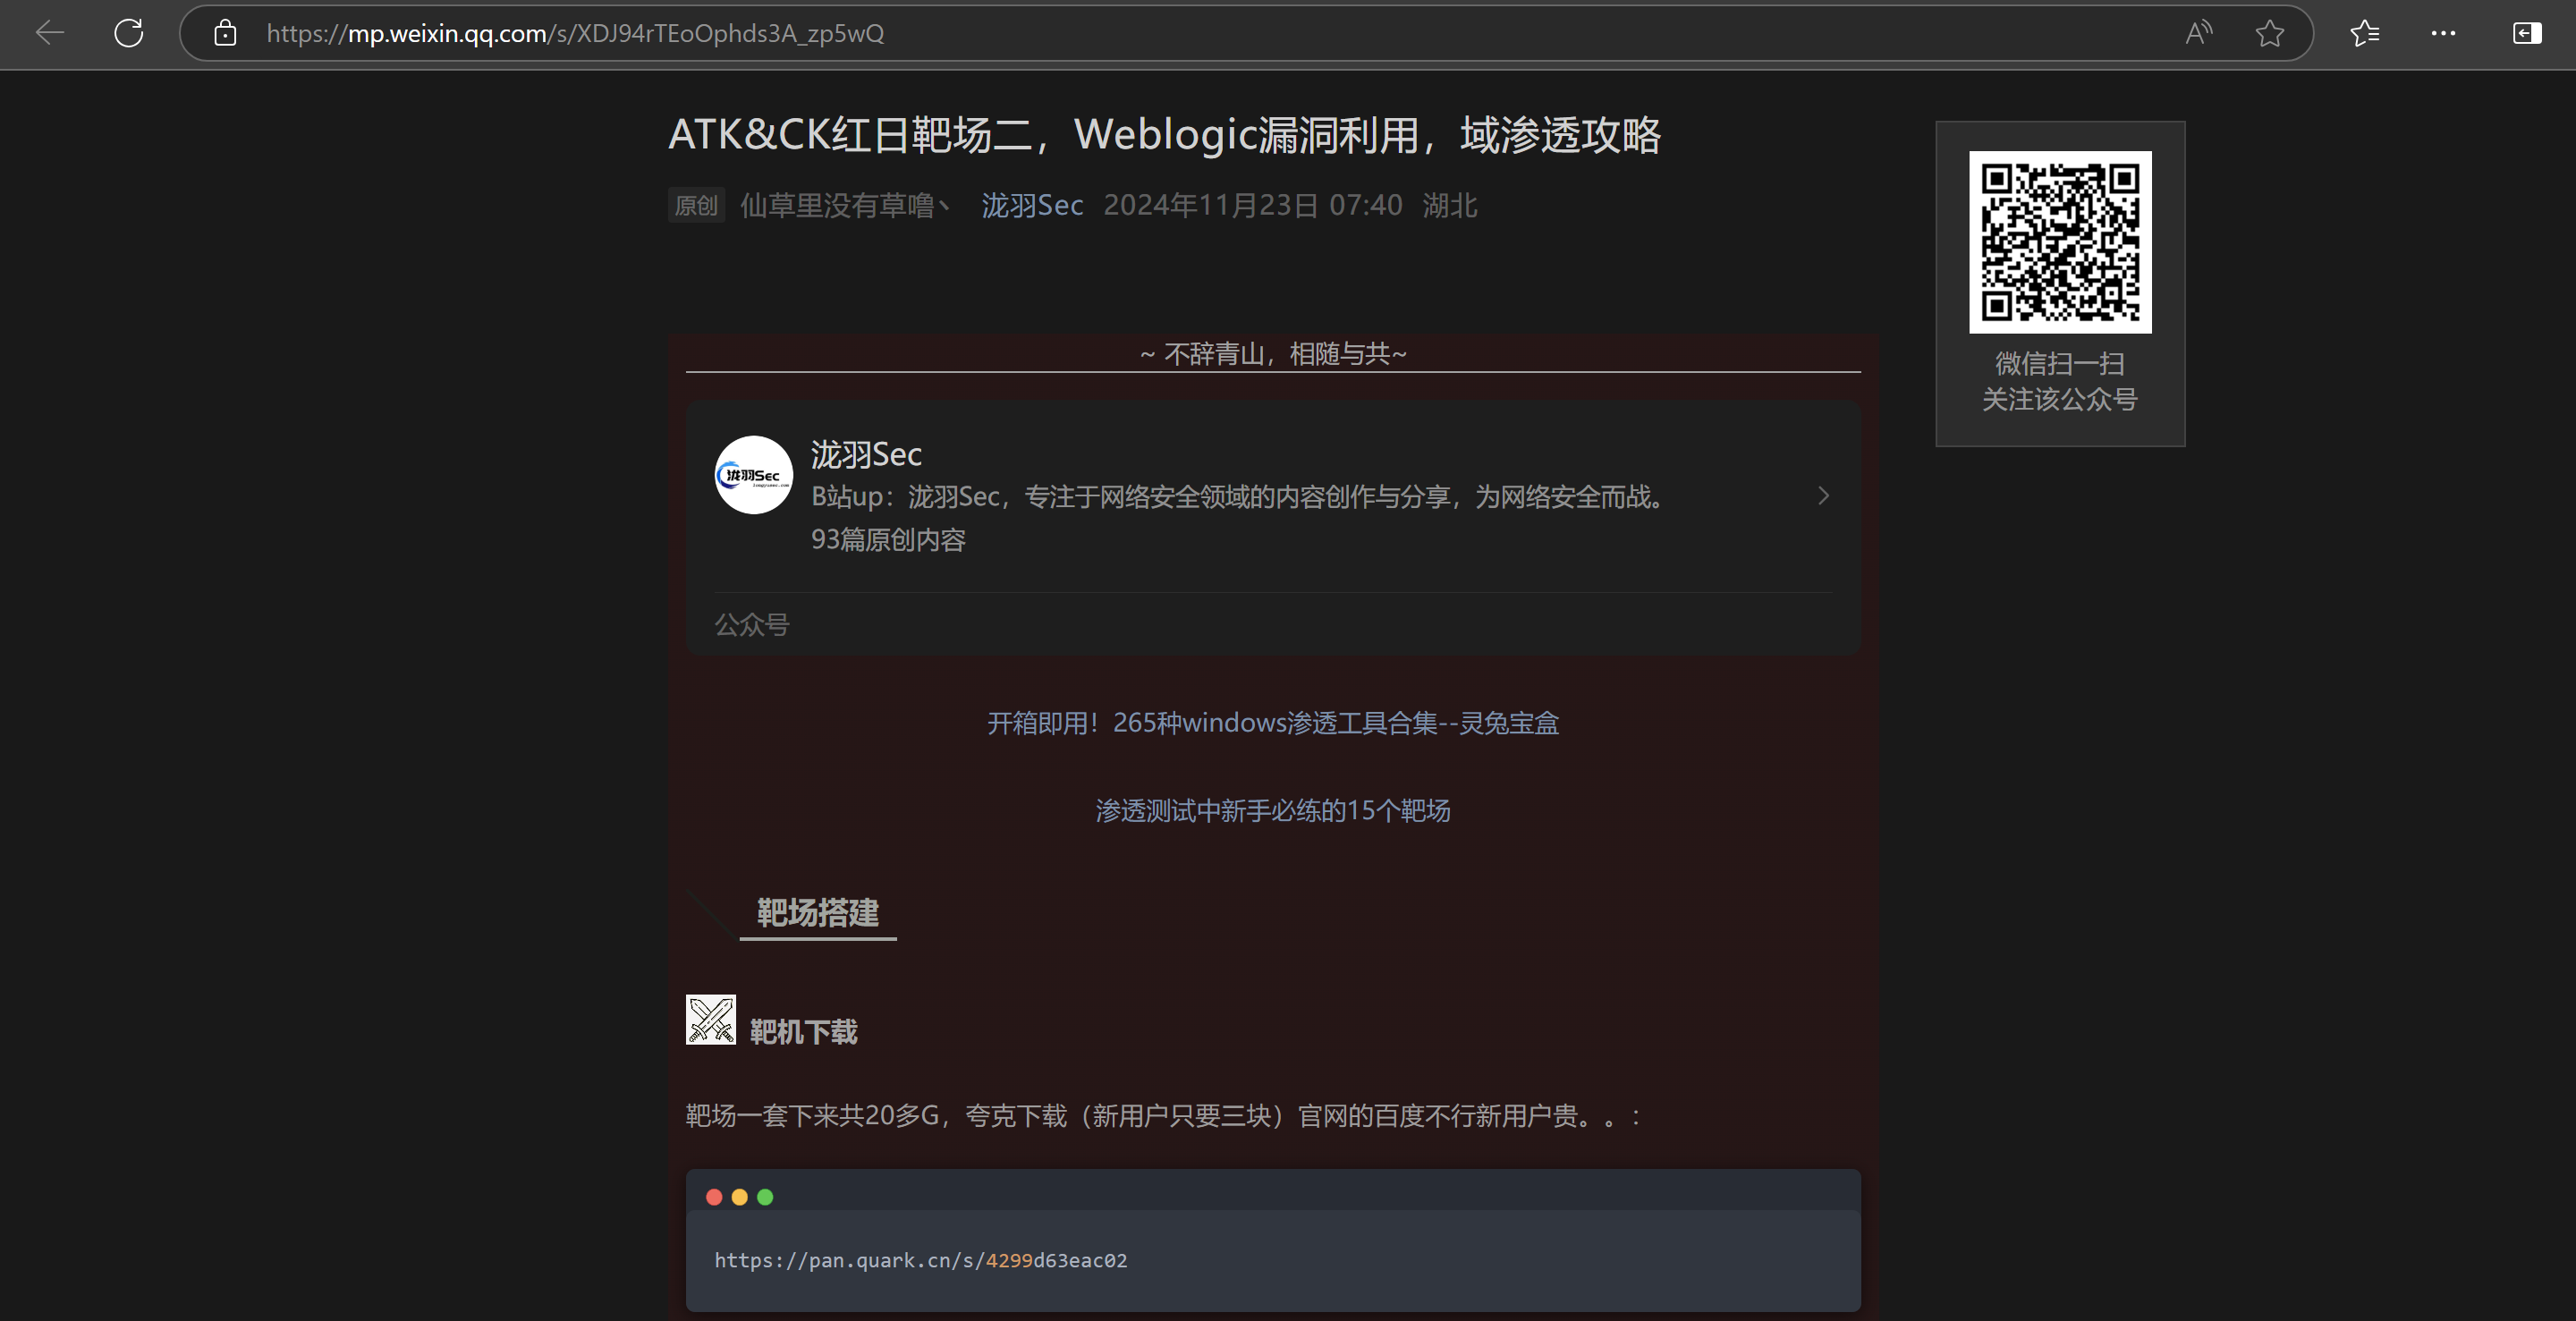 https://mp.weixin.qq.com/s/XDJ94rTEoOphds3A_zp5wQ
ATK&CK红日靶场二，Weblogic漏洞利用，域渗透攻略
原创 仙草里没有草噜丶 泷羽Sec 2024年11月23日 07:40 湖北
微信扫一扫
关注该公众号
~ 不辞青山，相随与共~
泷羽Sec
泷羽Sec
B站up：泷羽Sec，专注于网络安全领域的内容创作与分享，为网络安全而战。
93篇原创内容
公众号
开箱即用！265种windows渗透工具合集--灵兔宝盒
渗透测试中新手必练的15个靶场
靶场搭建
靶机下载
靶场一套下来共20多G，夸克下载（新用户只要三块）官网的百度不行新用户贵。。：
https://pan.quark.cn/s/4299d63eac02